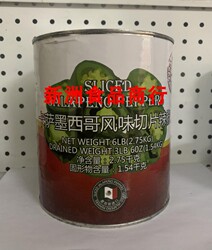 SLICED
JALAPENO PEPPER
新洲食品商行
墨西哥风味切片辣
NET WEIGHT 6LB (2.75KG)
DRAINED WEIGHT 3LB 6OZ(1.54KG)
净含量：2.75千克
固形物含量：1.54千克